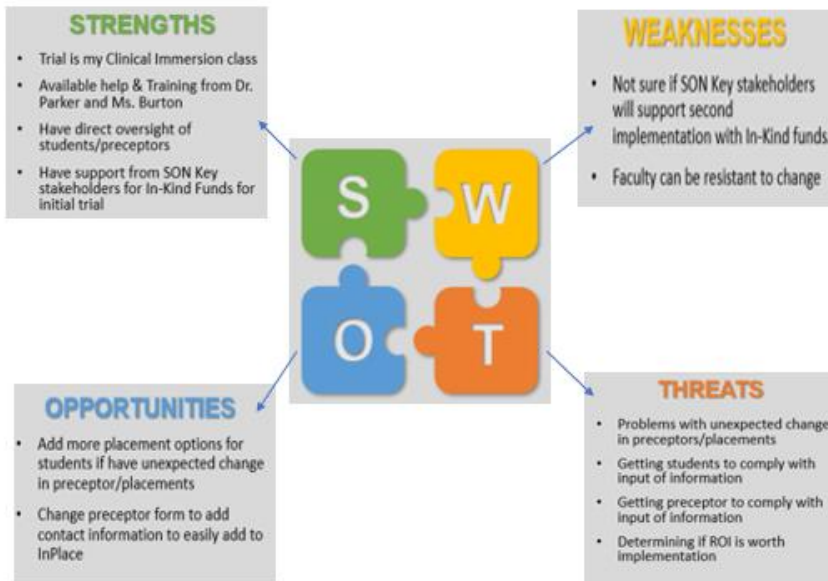 STRENGTHS
• Trial is my Clinical Immersion class
• Available help & Training from Dr.
Parker and Ms. Burton
• Have direct oversight of
students/preceptors
• Have support from SON Key
stakeholders for In-Kind Funds for
initial trial
WEAKNESSES
• Not sure if SON Key stakeholders
will support second
implementation with In-Kind funds
• Faculty can be resistant to change
S
W
O
T
OPPORTUNITIES
• Add more placement options for
students if have unexpected change
in preceptor/placements
• Change preceptor form to add
contact information to easily add to
InPlace
THREATS
• Problems with unexpected change
in preceptors/placements
• Getting students to comply with
input of information
• Getting preceptor to comply with
input of information
• Determining if ROI is worth
implementation